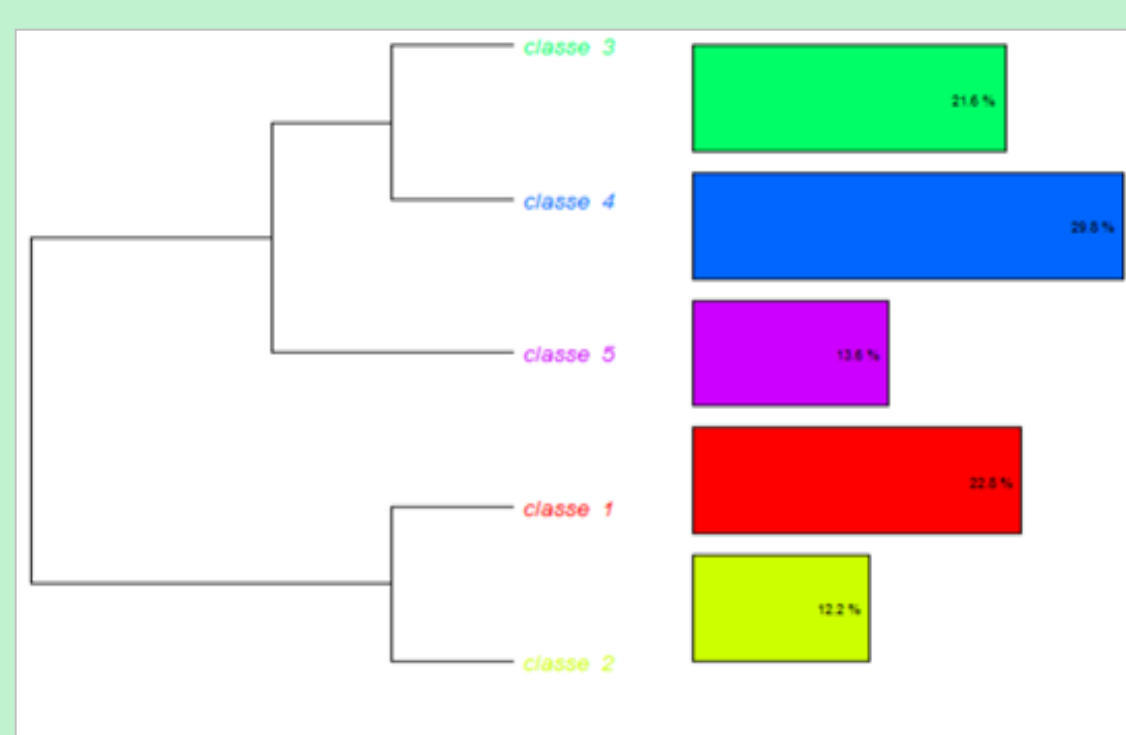 classe 3 21.6 %
classe 4 29.8 %
classe 5 13.6 %
classe 1 22.8 %
classe 2 12.2 %